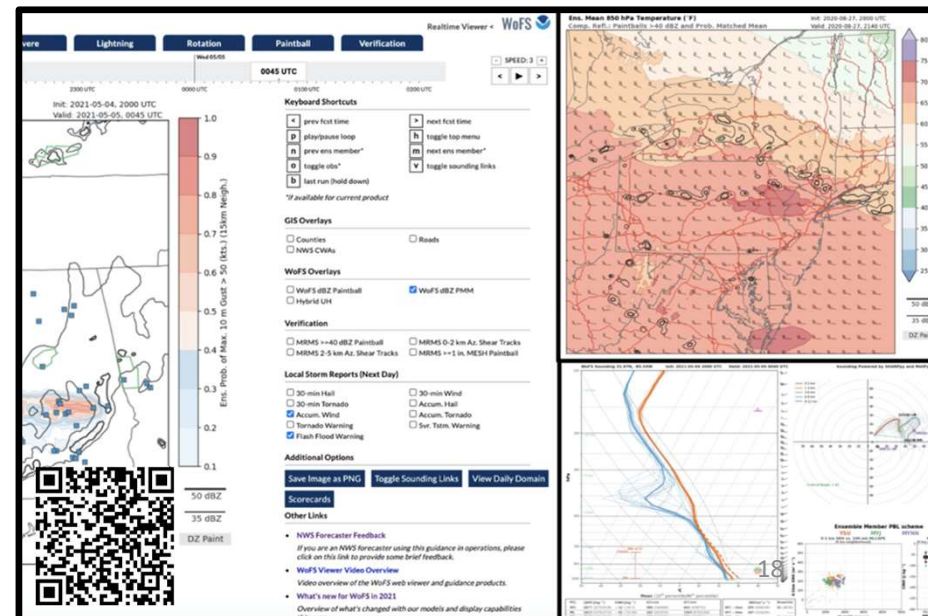 Realtime Viewer < WoFS
vere Lightning Rotation Paintball Verification
Wed 05/05
0045 UTC
- SPEED: 3 +
< ▶ >
2300 UTC 0000 UTC 0100 UTC 0200 UTC
Init: 2021-05-04, 2000 UTC
Valid: 2021-05-05, 0045 UTC
1.0
0.9
0.8
0.7
0.6
0.5
0.4
0.3
0.2
0.1
Ens. Prob. of Max. 10 m Gust > 50 (kts.) (15km Neigh.)
50 dBZ
35 dBZ
DZ Paint
Keyboard Shortcuts
< prev fcst time > next fcst time
p play/pause loop h toggle top menu
n prev ens member* m next ens member*
o toggle obs* v toggle sounding links
b last run (hold down)
*if available for current product
GIS Overlays
Counties Roads
NWS CWAs
WoFS Overlays
WoFS dBZ Paintball WoFS dBZ PMM
Hybrid UH
Verification
MRMS >=40 dBZ Paintball MRMS 0-2 km Az. Shear Tracks
MRMS 2-5 km Az. Shear Tracks MRMS >=1 in. MESH Paintball
Local Storm Reports (Next Day)
30-min Hail 30-min Wind
30-min Tornado Accum. Hail
Accum. Wind Accum. Tornado
Tornado Warning Svr. Tstm. Warning
Flash Flood Warning
Additional Options
Save Image as PNG Toggle Sounding Links View Daily Domain
Scorecards
Other Links
• NWS Forecaster Feedback
If you are an NWS forecaster using this guidance in operations, please
click on this link to provide some brief feedback.
• WoFS Viewer Video Overview
Video overview of the WoFS web viewer and guidance products.
• What's new for WoFS in 2021
Overview of what's changed with our models and display capabilities
Ens. Mean 850 hPa Temperature (°F)
Comp. Refl.: Paintballs >40 dBZ and Prob. Matched Mean
Init: 2020-08-27, 2000 UTC
Valid: 2020-08-27, 2140 UTC
80
75
70
65
60
55
50
45
40
35
30
25
50 dB
35 dB
DZ Pai
Ensemble Member PBL scheme
YSU MYJ MYNN
18